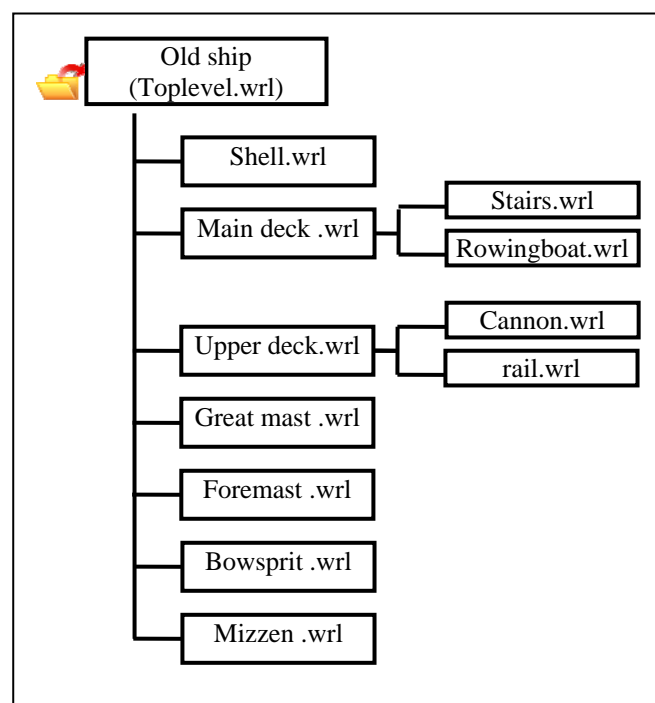 Old ship
(Toplevel.wrl)
Shell.wrl
Main deck .wrl
Stairs.wrl
Rowingboat.wrl
Upper deck.wrl
Cannon.wrl
rail.wrl
Great mast .wrl
Foremast .wrl
Bowsprit .wrl
Mizzen .wrl